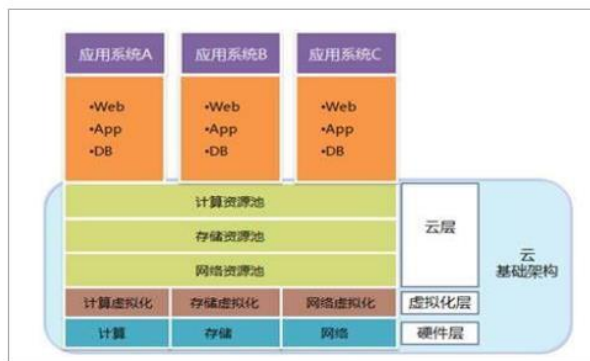 应用系统A 应用系统B 应用系统C
•Web •Web •Web
•App •App •App
•DB •DB •DB
计算资源池
存储资源池
网络资源池
云层
云
基础架构
计算虚拟化 存储虚拟化 网络虚拟化 虚拟化层
计算 存储 网络 硬件层